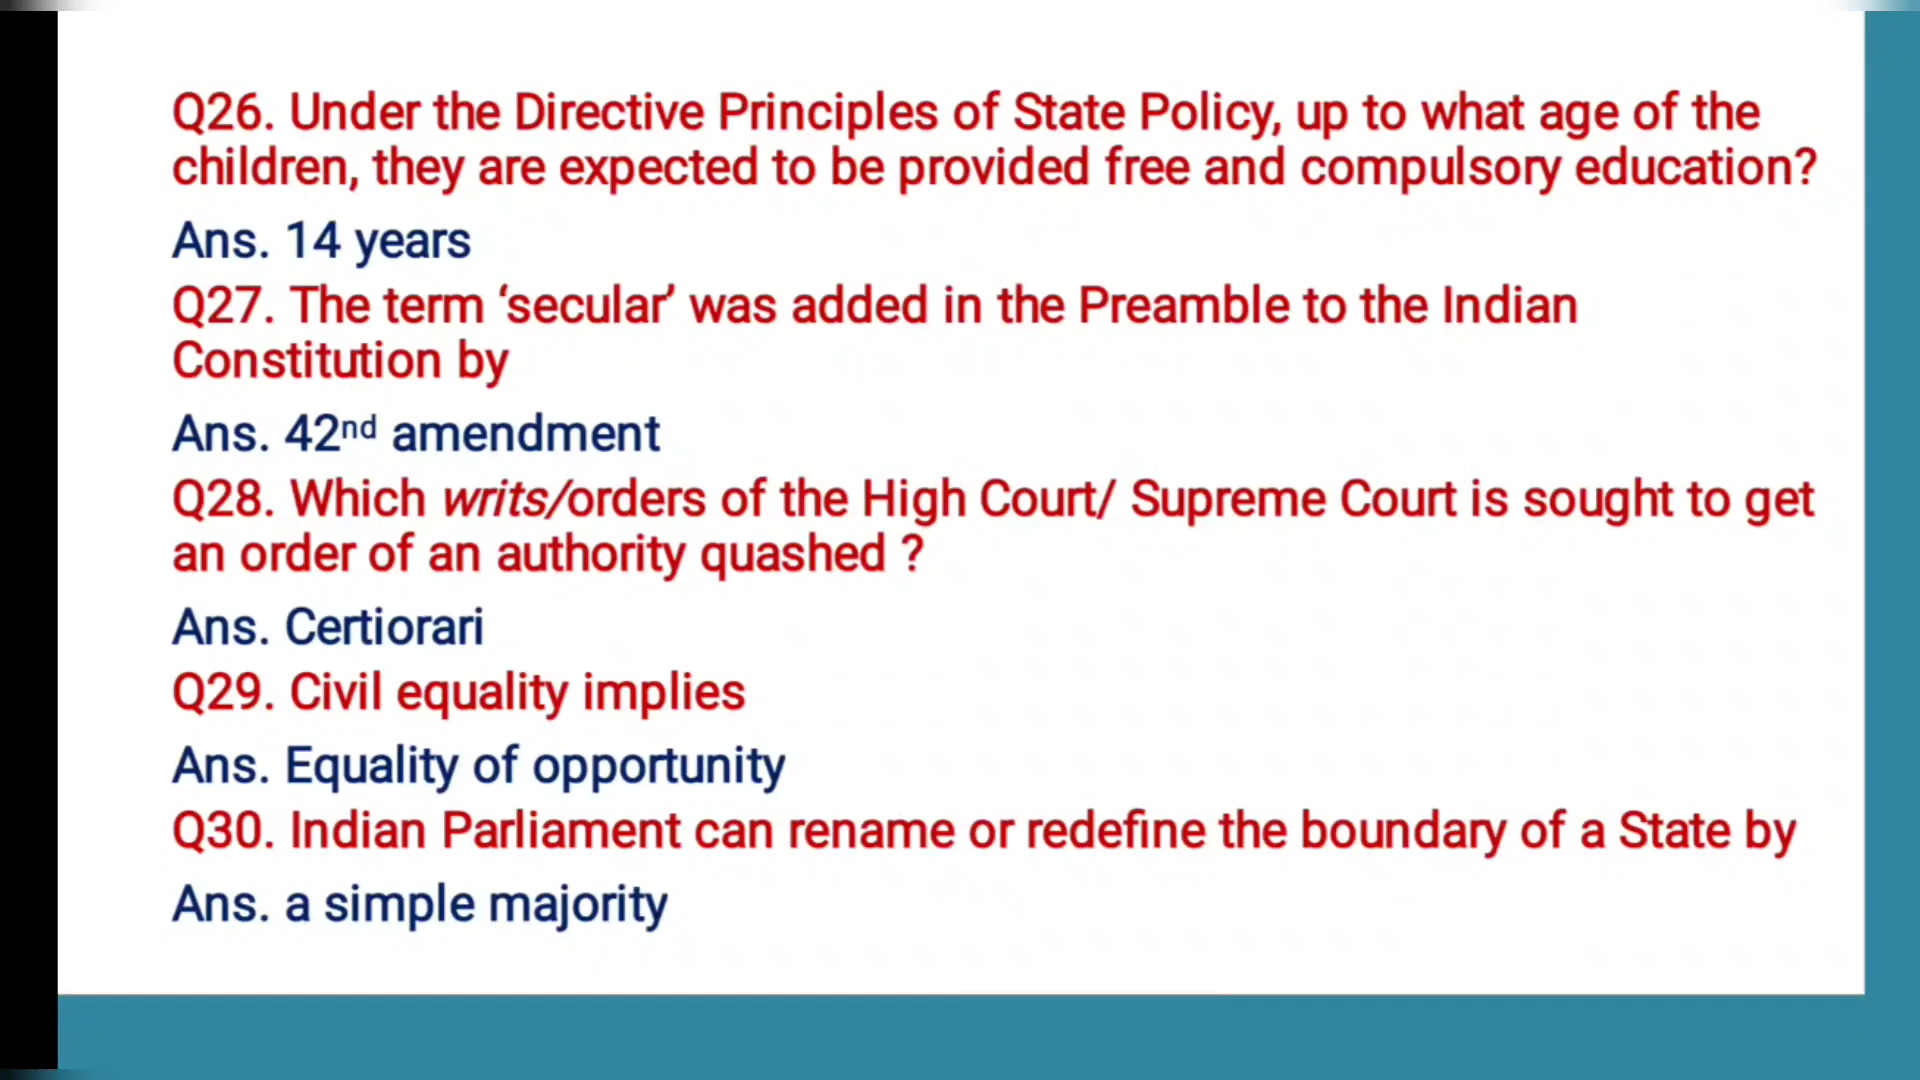 Q26. Under the Directive Principles of State Policy, up to what age of the
children, they are expected to be provided free and compulsory education?
Ans. 14 years
Q27. The term ‘secular’ was added in the Preamble to the Indian
Constitution by
Ans. 42nd amendment
Q28. Which writs/orders of the High Court/ Supreme Court is sought to get
an order of an authority quashed ?
Ans. Certiorari
Q29. Civil equality implies
Ans. Equality of opportunity
Q30. Indian Parliament can rename or redefine the boundary of a State by
Ans. a simple majority